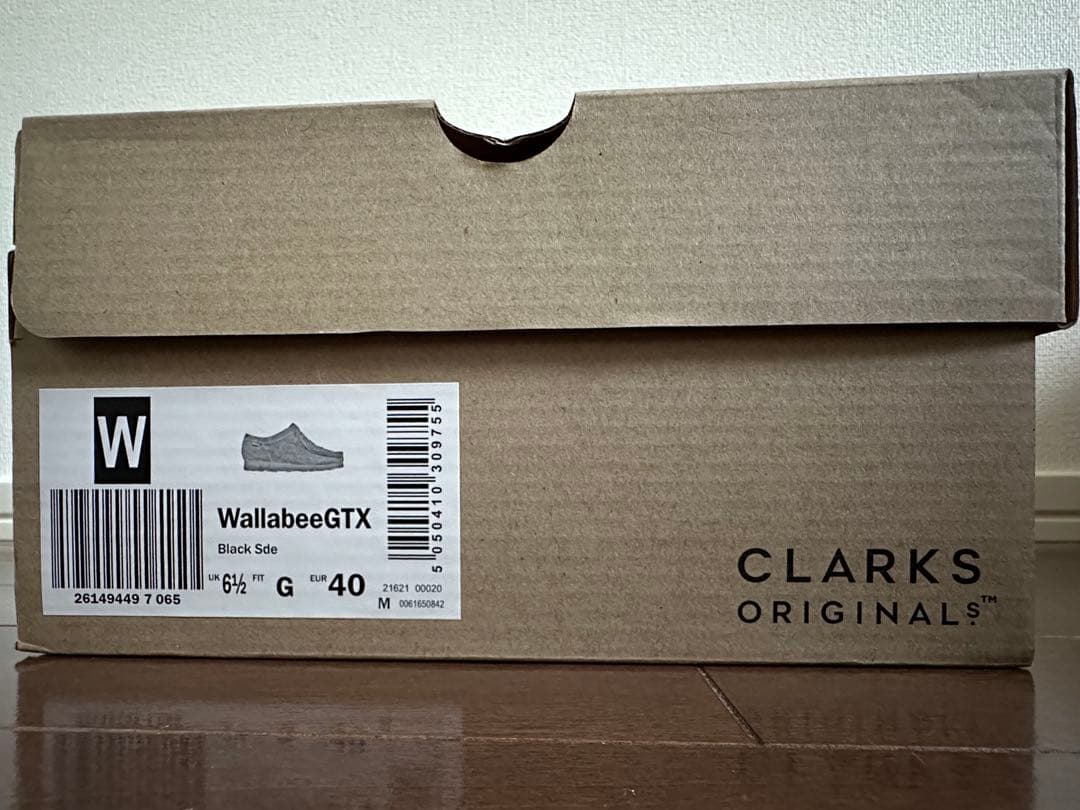 W
WallabeeGTX
Black Sde
UK 6½ FIT G EUR 40
26149449 7 065
5 050410 309755
21621 00020
M 0061650842
CLARKS
ORIGINALS™